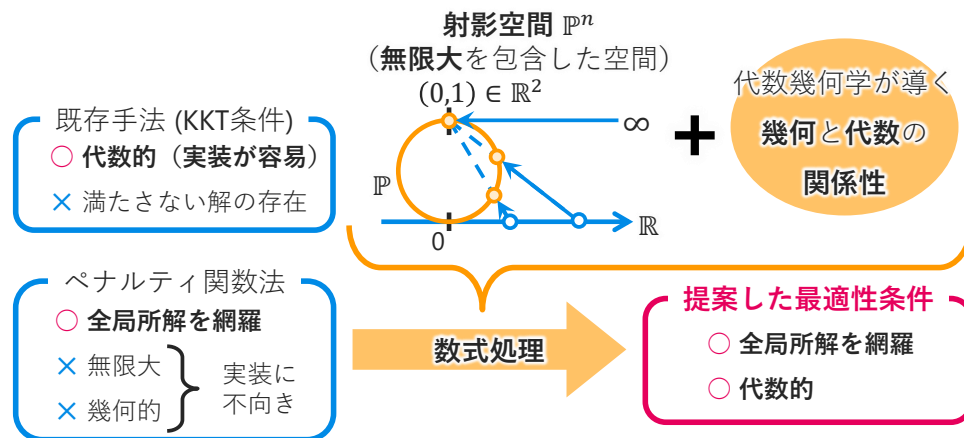 射影空間 ℙⁿ
（無限大を包含した空間）
(0,1) ∈ ℝ²
∞
ℙ
ℝ
0
+
代数幾何学が導く
幾何と代数の
関係性
既存手法 (KKT条件)
○ 代数的（実装が容易）
× 満たさない解の存在
ペナルティ関数法
○ 全局所解を網羅
× 無限大
× 幾何的
実装に
不向き
数式処理
提案した最適性条件
○ 全局所解を網羅
○ 代数的